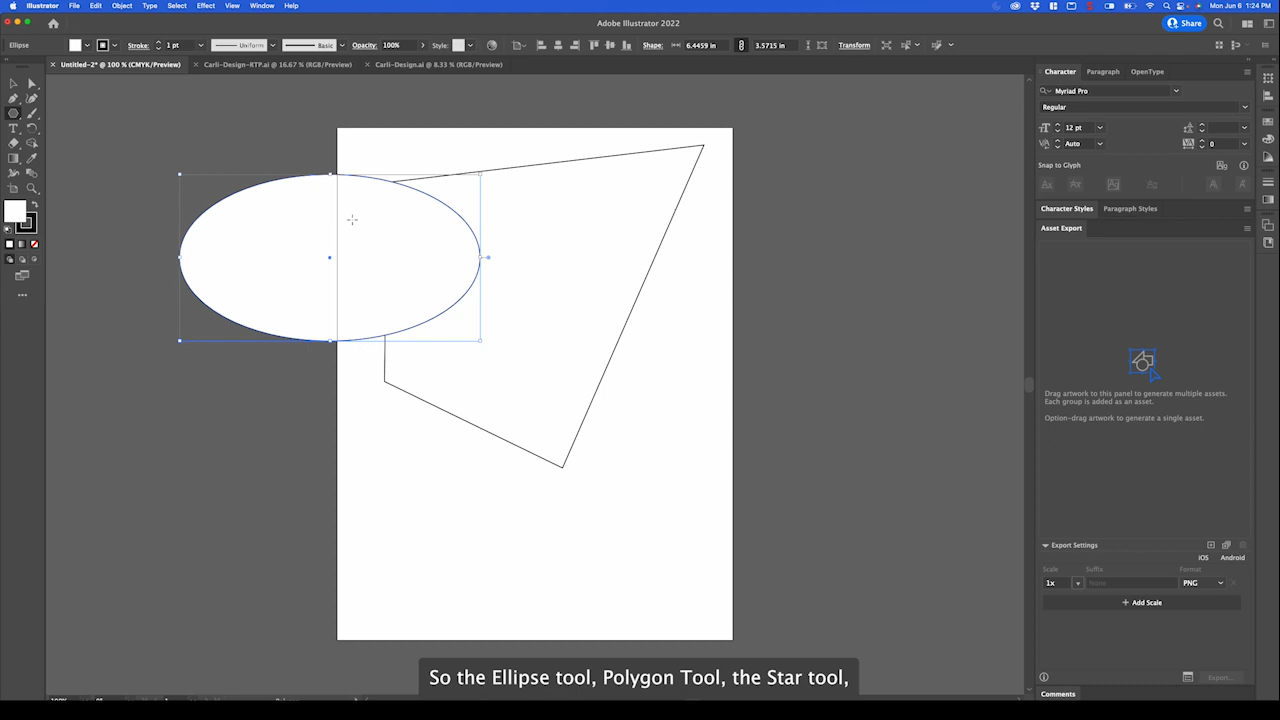 Illustrator File Edit Object Type Select Effect View Window Help Mon Jun 6 1:24 PM
Adobe Illustrator 2022
Share
Ellipse Stroke: 1 pt Uniform Basic Opacity: 100% Style: Shape: 6.4459 in 3.5715 in Transform
× Untitled-2* @ 100 % (CMYK/Preview) × Carli-Design-RTP.ai @ 16.67 % (RGB/Preview) × Carli-Design.ai @ 8.33 % (RGB/Preview)
Character Paragraph OpenType
Myriad Pro
Regular
12 pt
Auto 0
Snap to Glyph
Character Styles Paragraph Styles
Asset Export
Drag artwork to this panel to generate multiple assets.
Each group is added as an asset.
Option-drag artwork to generate a single asset.
Export Settings
iOS Android
Scale Suffix Format
1x None PNG
+ Add Scale
Export...
Comments
So the Ellipse tool, Polygon Tool, the Star tool,